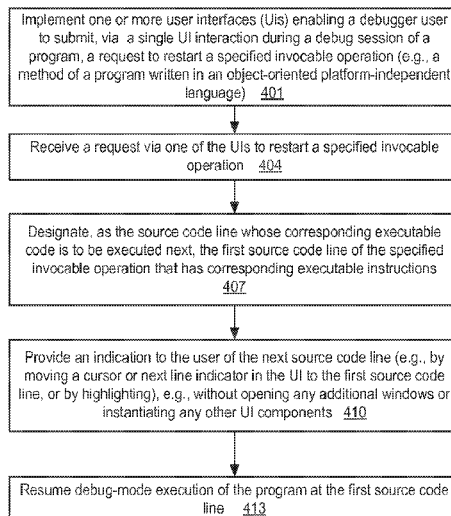 Implement one or more user interfaces (Uis) enabling a debugger user
to submit, via a single UI interaction during a debug session of a
program, a request to restart a specified invocable operation (e.g., a
method of a program written in an object-oriented platform-independent
language) 401
Receive a request via one of the UIs to restart a specified invocable
operation 404
Designate, as the source code line whose corresponding executable
code is to be executed next, the first source code line of the specified
invocable operation that has corresponding executable instructions
407
Provide an indication to the user of the next source code line (e.g., by
moving a cursor or next line indicator in the UI to the first source code
line, or by highlighting), e.g., without opening any additional windows or
instantiating any other UI components 410
Resume debug-mode execution of the program at the first source code
line 413